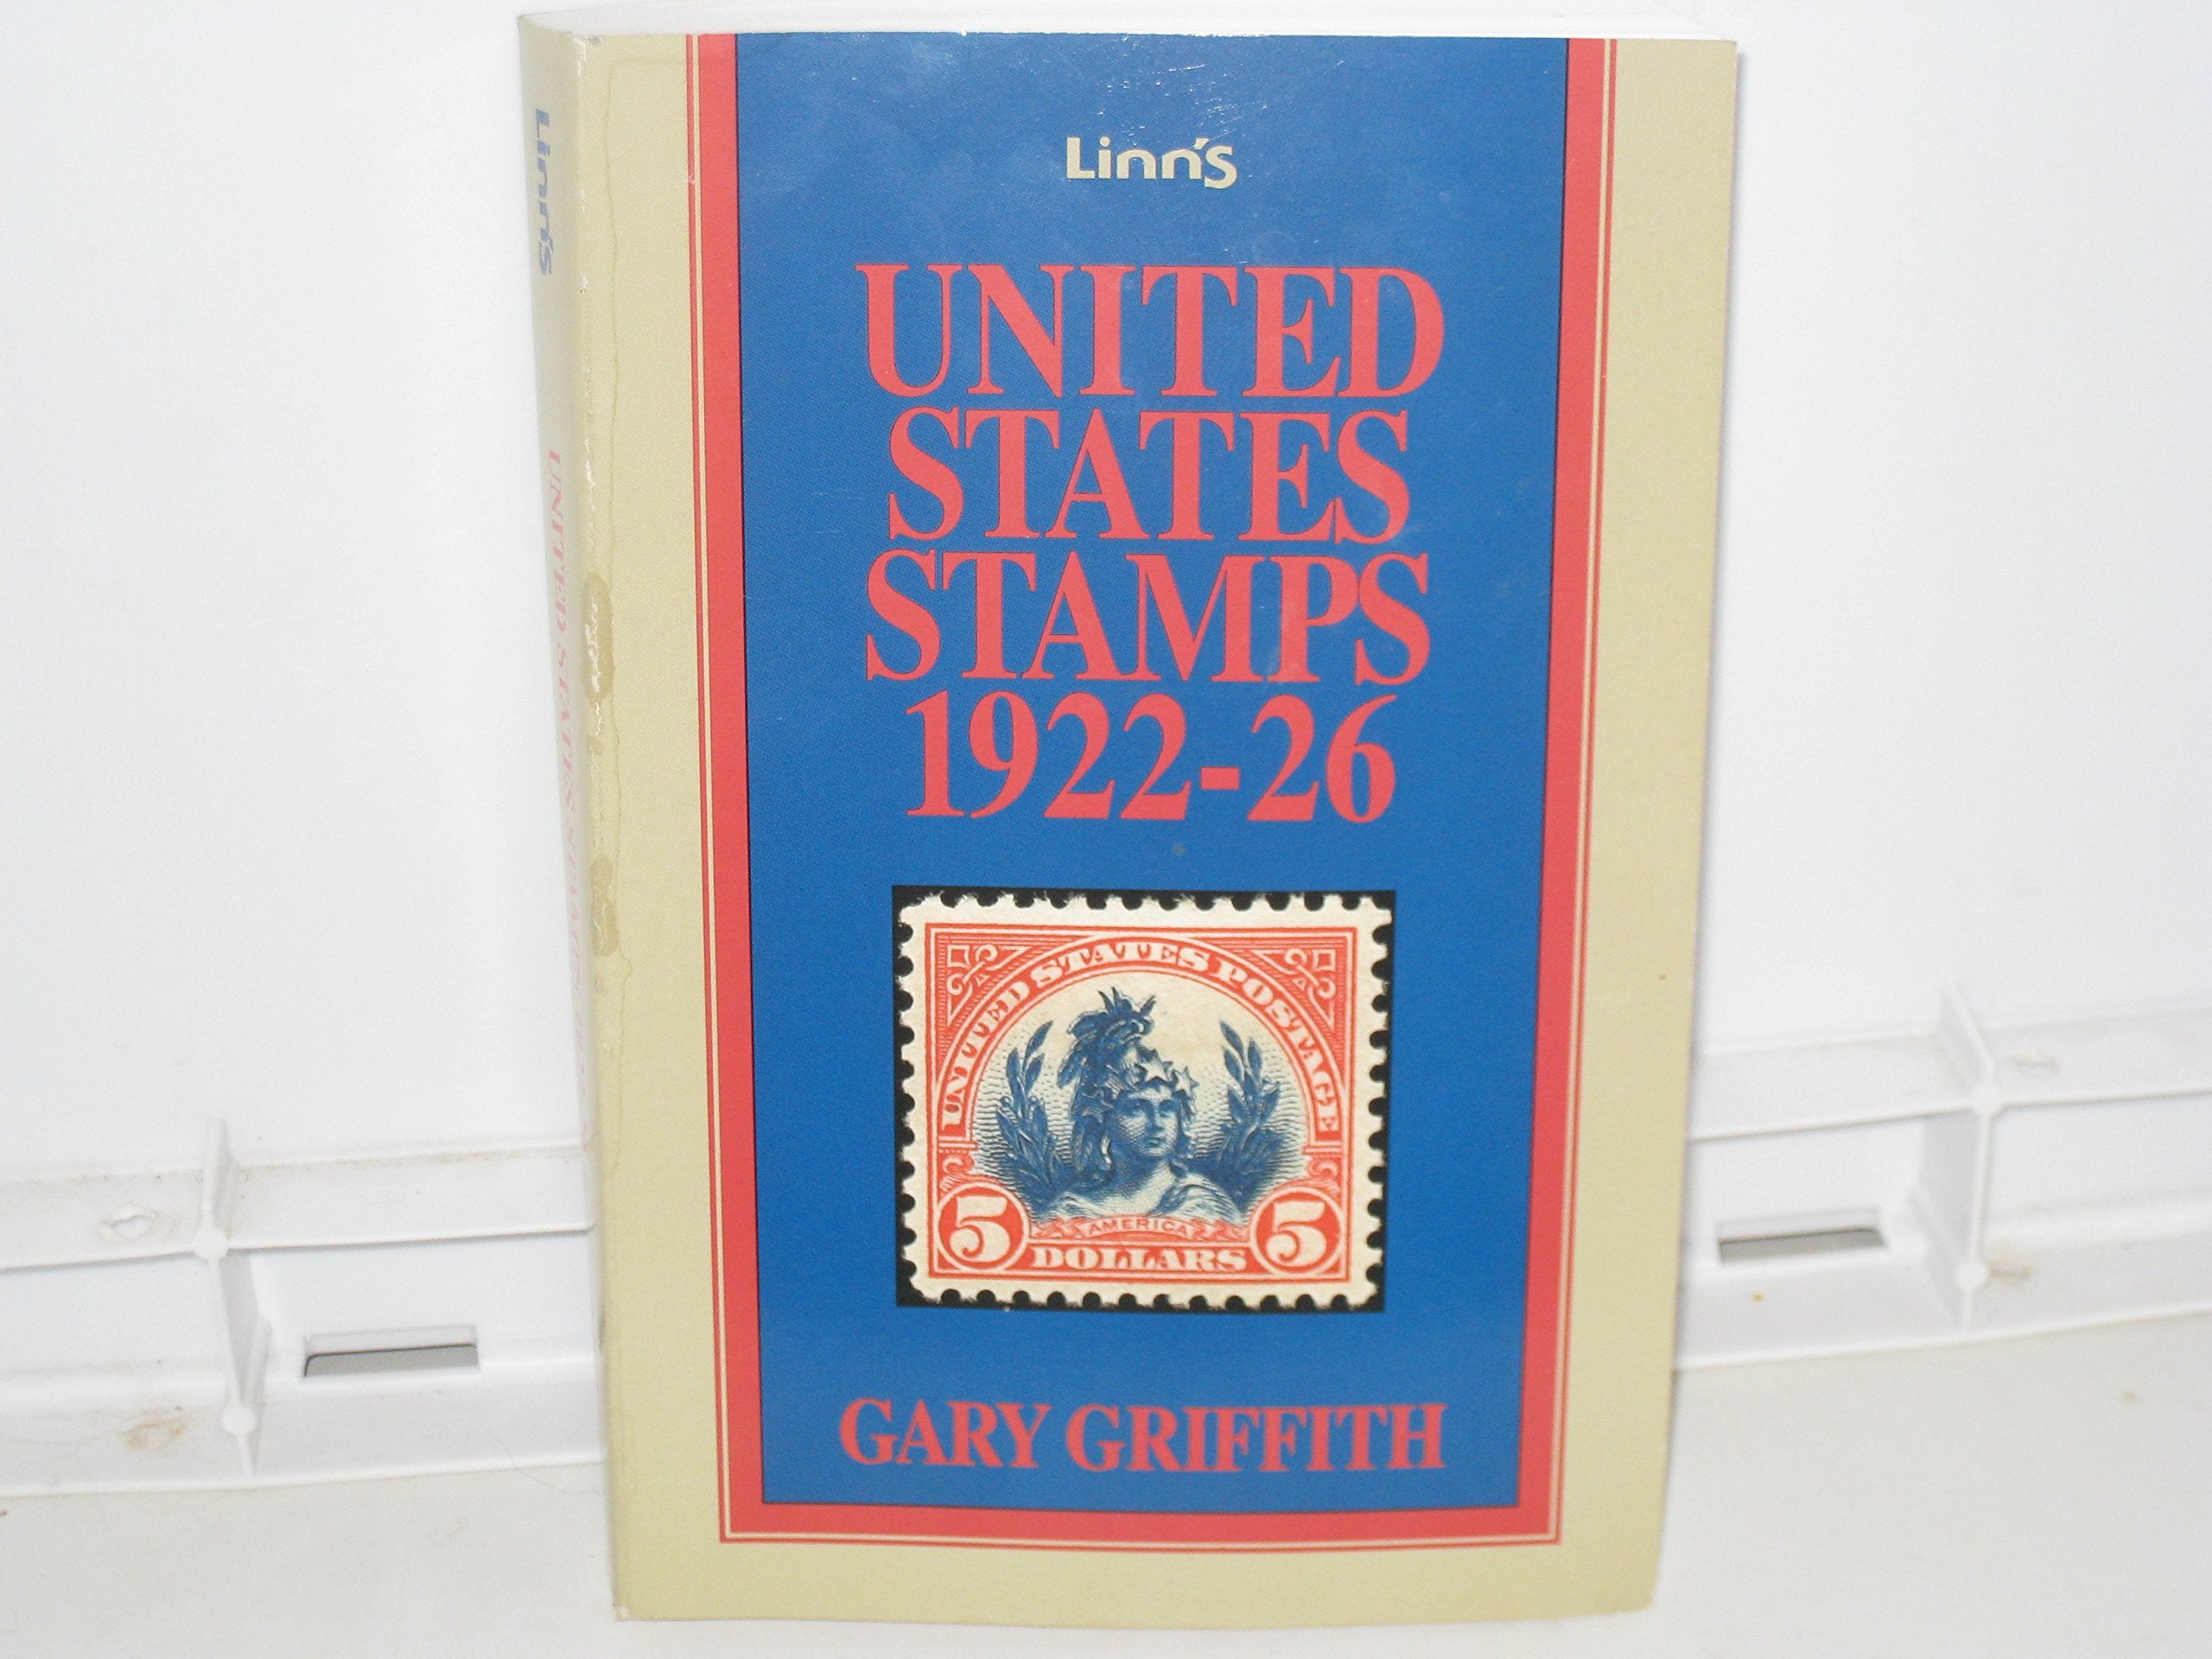 Linn's
UNITED STATES STAMPS
Linn's
UNITED
STATES
STAMPS
1922-26
UNITED STATES POSTAGE
AMERICA
5 DOLLARS 5
GARY GRIFFITH